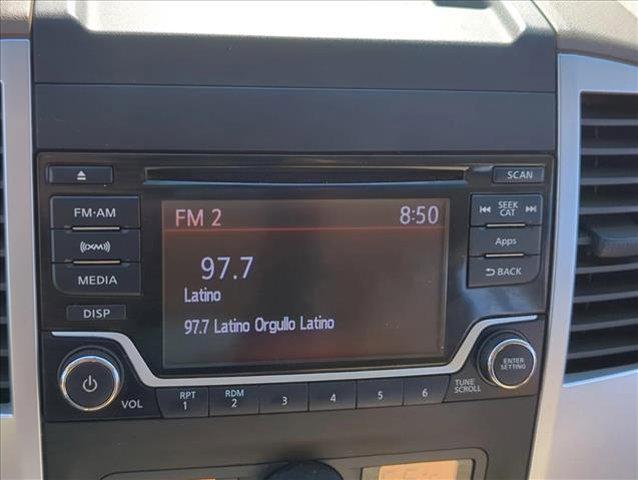 SCAN
FM·AM
FM 2 8:50
SEEK
CAT
((XM))
97.7
Apps
MEDIA
Latino
BACK
DISP
97.7 Latino Orgullo Latino
ENTER
SETTING
VOL
RPT
1
RDM
2
3
4
5
6
TUNE
SCROLL